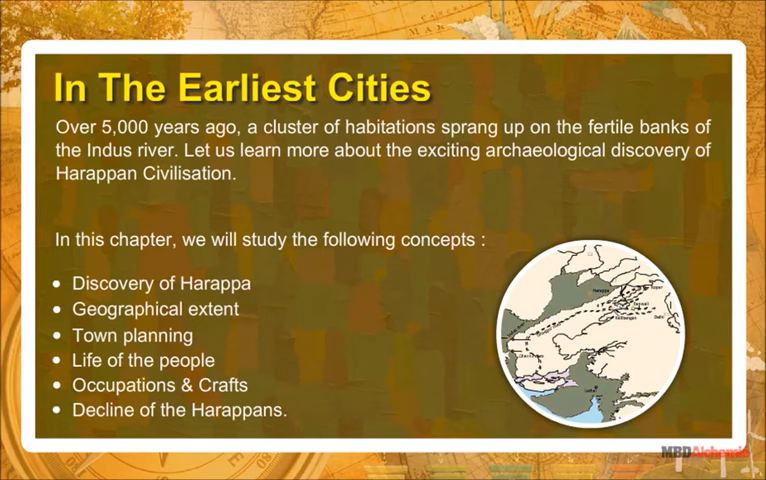 In The Earliest Cities
Over 5,000 years ago, a cluster of habitations sprang up on the fertile banks of
the Indus river. Let us learn more about the exciting archaeological discovery of
Harappan Civilisation.
In this chapter, we will study the following concepts :
• Discovery of Harappa
• Geographical extent
• Town planning
• Life of the people
• Occupations & Crafts
• Decline of the Harappans.
Harappa
Delhi
MBDAlchemie